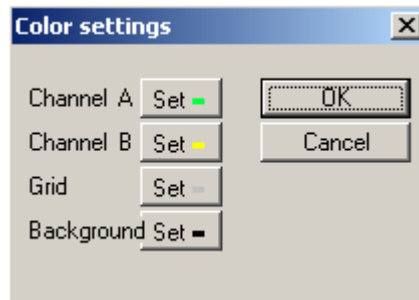 Color settings
Channel A Set OK
Channel B Set Cancel
Grid Set
Background Set